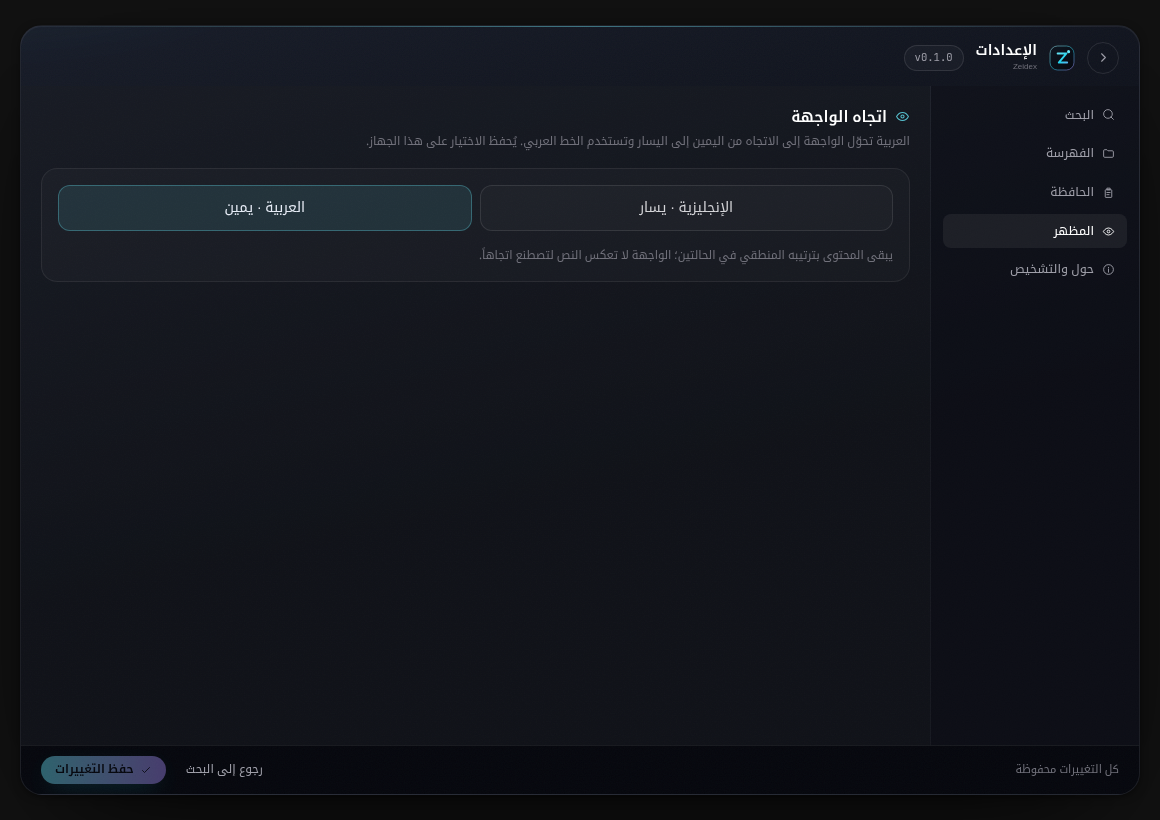 الإعدادات
Zeldex
v0.1.0
البحث
الفهرسة
الحافظة
المظهر
حول والتشخيص
اتجاه الواجهة
العربية تحوّل الواجهة إلى الاتجاه من اليمين إلى اليسار وتستخدم الخط العربي. يُحفظ الاختيار على هذا الجهاز.
الإنجليزية · يسار
العربية · يمين
يبقى المحتوى بترتيبه المنطقي في الحالتين؛ الواجهة لا تعكس النص لتصطنع اتجاهاً.
كل التغييرات محفوظة
رجوع إلى البحث
حفظ التغييرات